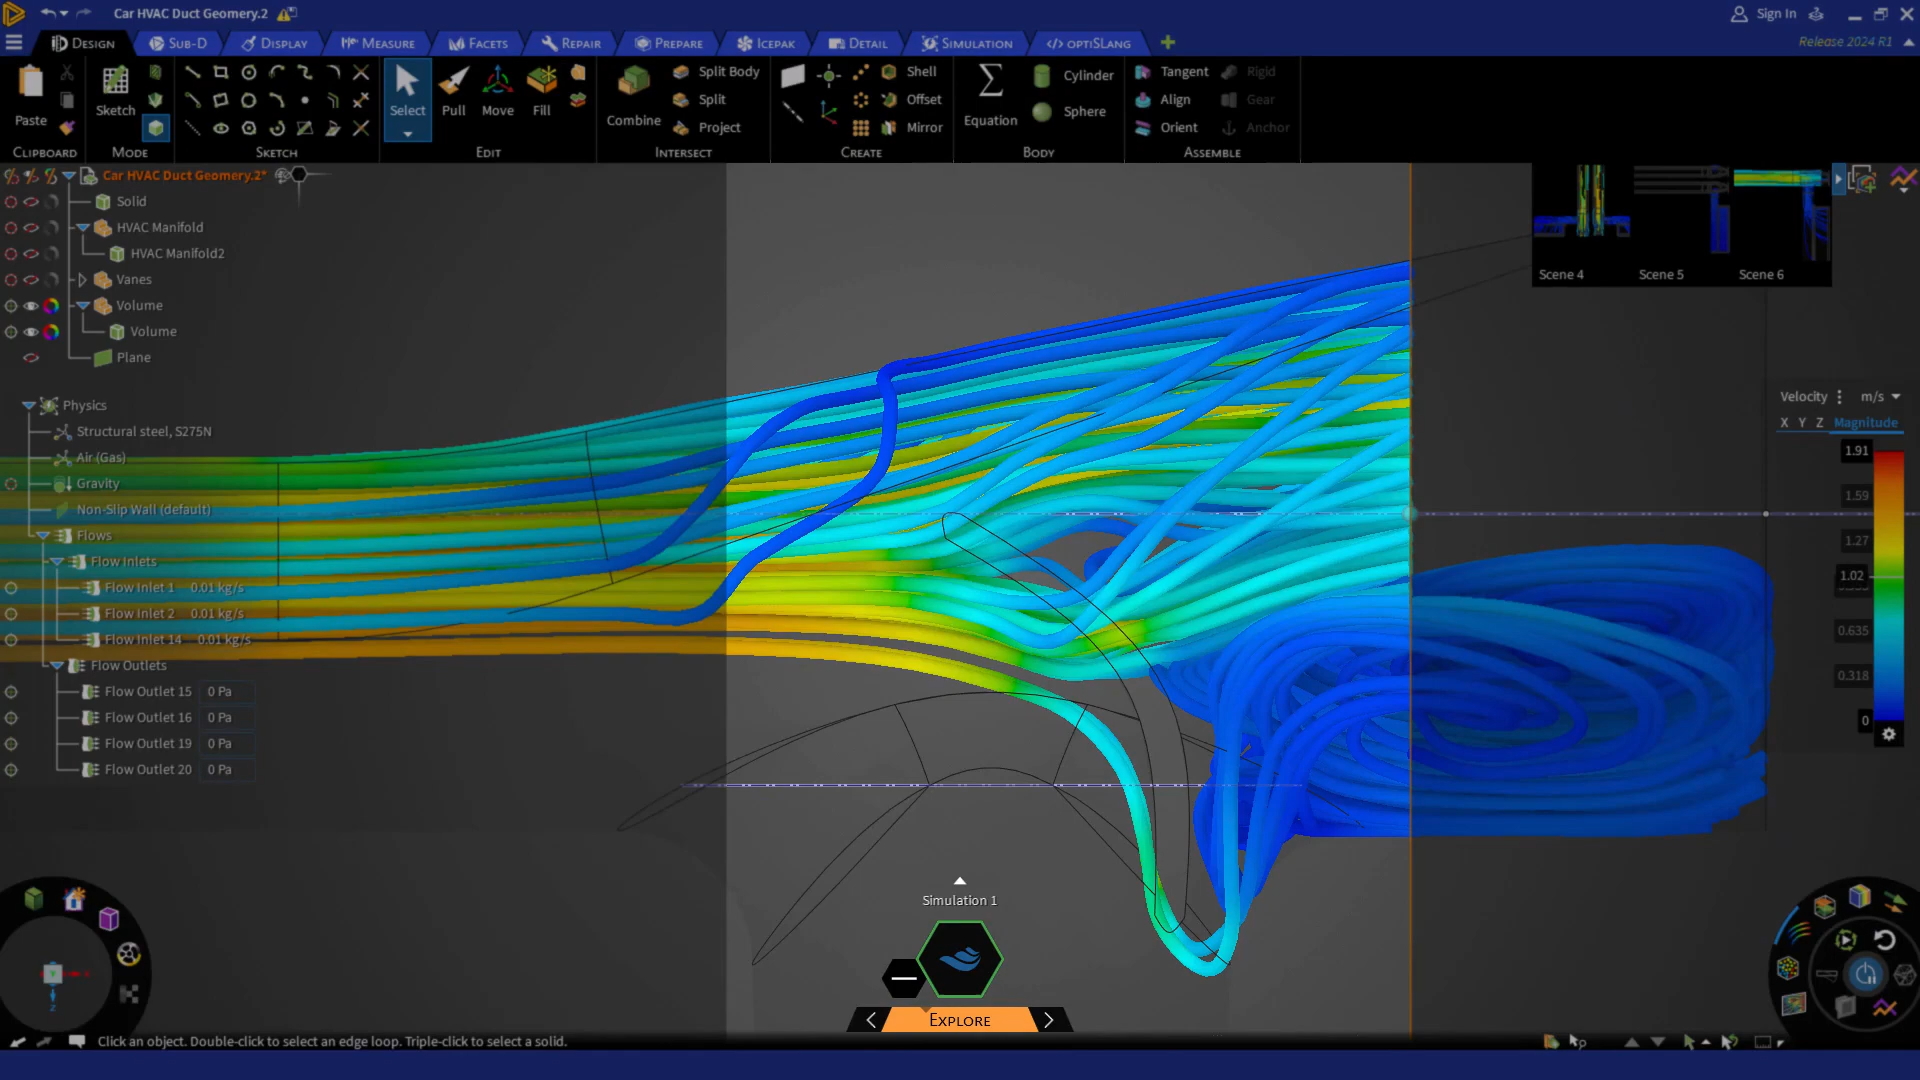 Car HVAC Duct Geomery.2
Sign In
Design
Sub-D
Display
Measure
Facets
Repair
Prepare
Icepak
Detail
Simulation
optiSLang
Release 2024 R1
Paste
Sketch
Select
Pull
Move
Fill
Combine
Split Body
Split
Project
Shell
Offset
Mirror
Equation
Cylinder
Sphere
Tangent
Align
Orient
Rigid
Gear
Anchor
Clipboard
Mode
Sketch
Edit
Intersect
Create
Body
Assemble
Car HVAC Duct Geomery.2*
Solid
HVAC Manifold
HVAC Manifold2
Vanes
Volume
Volume
Plane
Physics
Structural steel, S275N
Air (Gas)
Gravity
Non-Slip Wall (default)
Flows
Flow Inlets
Flow Inlet 1 0.01 kg/s
Flow Inlet 2 0.01 kg/s
Flow Inlet 14 0.01 kg/s
Flow Outlets
Flow Outlet 15 0 Pa
Flow Outlet 16 0 Pa
Flow Outlet 19 0 Pa
Flow Outlet 20 0 Pa
Scene 4
Scene 5
Scene 6
Velocity m/s
X Y Z Magnitude
1.91
1.59
1.27
1.02
0.635
0.318
0
Simulation 1
Explore
Click an object. Double-click to select an edge loop. Triple-click to select a solid.